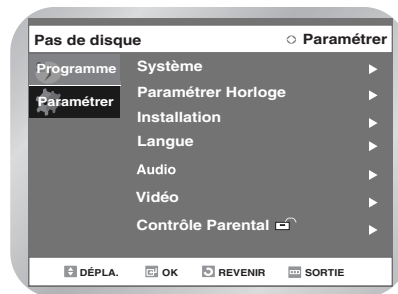 Pas de disque Paramétrer
Programme
Paramétrer
Système
Paramétrer Horloge
Installation
Langue
Audio
Vidéo
Contrôle Parental
DÉPLA. OK REVENIR SORTIE